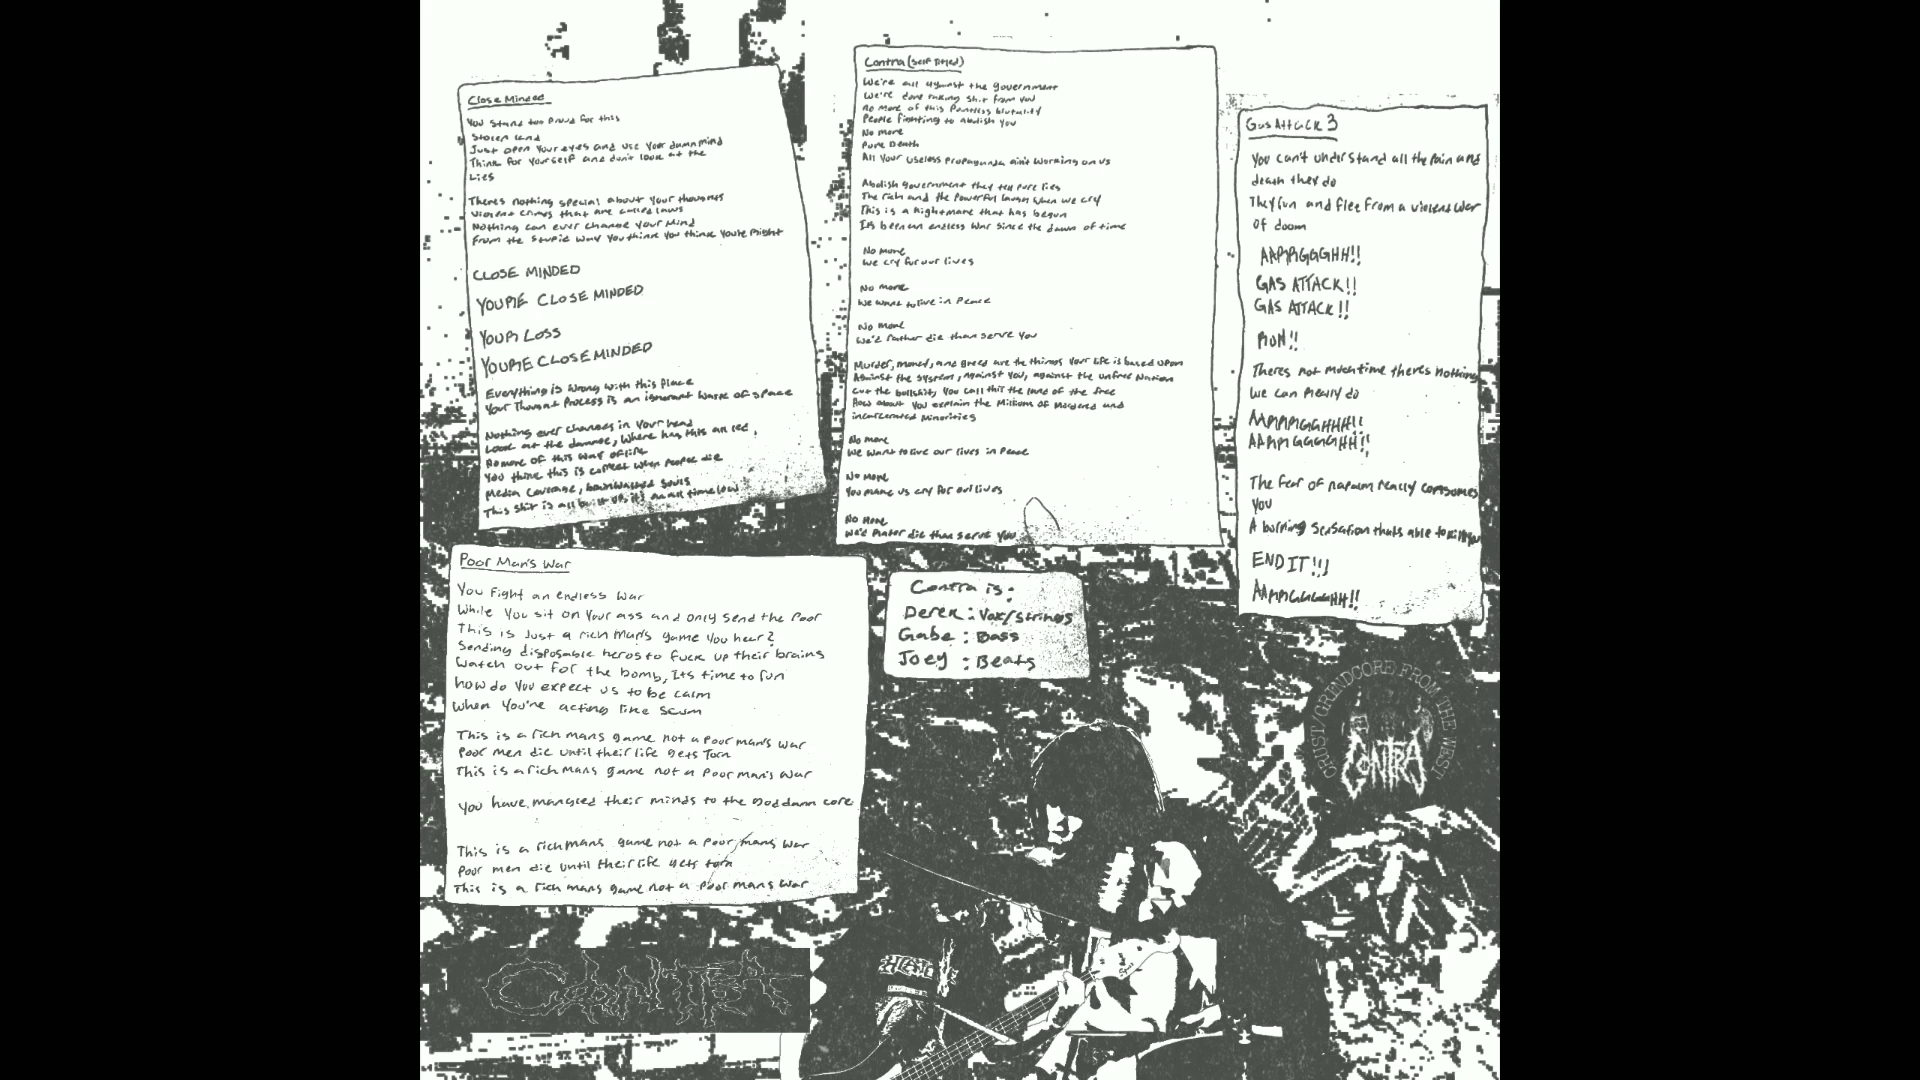 Close Minded
You stand too proud for this
Stolen land
Just open your eyes and use your damn mind
Think for yourself and don't look at the
Lies
Theres nothing special about your thoughts
Violent crimes that are called laws
Nothing can ever change your mind
From the stupid way you think you think you're right
CLOSE MINDED
YOU'RE CLOSE MINDED
YOUR LOSS
YOU'RE CLOSE MINDED
Everything is wrong with this place
Your thought process is an ignorant waste of space
Nothing ever changes in your head
Look at the damage, where has this all led,
No more of this way of life
You think this is correct when people die
Media coverage, brainwashed souls
This shit is all built up, it's an all time low
Contra (self titled)
We're all against the government
We're done taking shit from you
No more of this pointless brutality
People fighting to abolish you
No more
Pure Death
All your useless propaganda ain't working on us
Abolish government they tell pure lies
The rich and the powerful laugh when we cry
This is a nightmare that has begun
Its been an endless war since the dawn of time
No more
We cry for our lives
No more
We want to live in peace
No more
We'd rather die than serve you
Murder, money, and greed are the things your life is based upon
Against the system, against you, against the unfree nation
Cut the bullshit, you call this the land of the free
How about you explain the millions of murdered and
incarcerated minorities
No more
We want to live our lives in peace
No more
You make us cry for our lives
No more
We'd rather die than serve you
Gas Attack 3
You can't understand all the pain and
death they do
They run and flee from a violent war
of doom
AARRRGGGGHH!!
GAS ATTACK!!
GAS ATTACK!!
RUN!!
Theres not much time theres nothing
we can really do
AARRRRGGGHHH!!
AARRRGGGGGHH!!
The fear of napalm really consumes
you
A burning sensation thats able to kill you
END IT!!!
AARRRGGGGGHH!!
Poor Man's War
You fight an endless war
While you sit on your ass and only send the poor
This is just a rich man's game you hear?
Sending disposable heros to fuck up their brains
Watch out for the bomb, Its time to run
how do you expect us to be calm
when you're acting like scum
This is a rich mans game not a poor man's war
Poor men die until their life gets torn
This is a rich mans game not a poor man's war
You have mangled their minds to the goddamn core
This is a rich mans game not a poor mans war
Poor men die until their life gets torn
This is a rich mans game not a poor mans war
Contra is:
Derek: Vox/strings
Gabe: Bass
Joey: Beats
CRUST/GRINDCORE FROM THE WEST
CONTRA